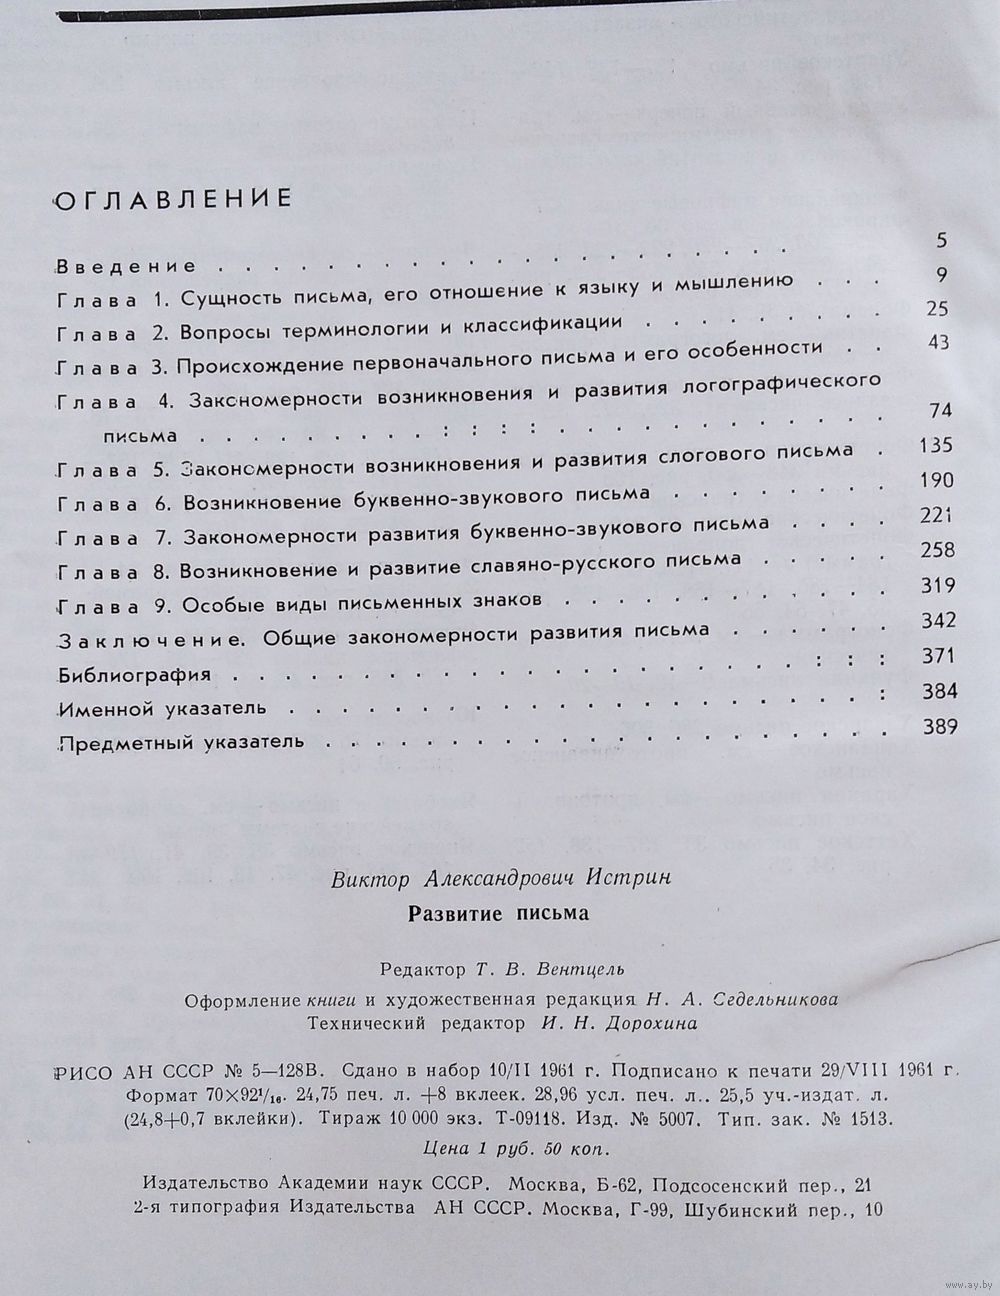 ОГЛАВЛЕНИЕ
Введение . . . . . . . . . . . . . . . . . . . . . 5
Глава 1. Сущность письма, его отношение к языку и мышлению . . . 9
Глава 2. Вопросы терминологии и классификации . . . . . . . . . 25
Глава 3. Происхождение первоначального письма и его особенности . . 43
Глава 4. Закономерности возникновения и развития логографического
письма . . . . . . . . : : : : . . . . . . . . . . . 74
Глава 5. Закономерности возникновения и развития слогового письма . 135
Глава 6. Возникновение буквенно-звукового письма . . . . . . . . 190
Глава 7. Закономерности развития буквенно-звукового письма . . . . 221
Глава 8. Возникновение и развитие славяно-русского письма . . . . . 258
Глава 9. Особые виды письменных знаков . . . . . . . . . . . 319
Заключение. Общие закономерности развития письма . . . . . . 342
Библиография . . . . . . . . . . . . . . . . . . : : : 371
Именной указатель . . . . . . . . . . . . . . . . . . : 384
Предметный указатель . . . . . . . . . . . . . . . . . 389
Виктор Александрович Истрин
Развитие письма
Редактор Т. В. Вентцель
Оформление книги и художественная редакция Н. А. Седельникова
Технический редактор И. Н. Дорохина
РИСО АН СССР № 5—128В. Сдано в набор 10/II 1961 г. Подписано к печати 29/VIII 1961 г.
Формат 70×92¹/₁₆. 24,75 печ. л. +8 вклеек. 28,96 усл. печ. л.. 25,5 уч.-издат. л.
(24,8+0,7 вклейки). Тираж 10 000 экз. Т-09118. Изд. № 5007. Тип. зак. № 1513.
Цена 1 руб. 50 коп.
Издательство Академии наук СССР. Москва, Б-62, Подсосенский пер., 21
2-я типография Издательства АН СССР. Москва, Г-99, Шубинский пер., 10
www.ay.by